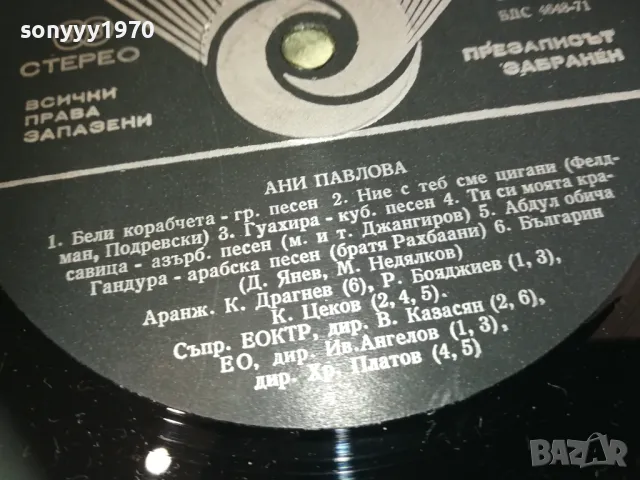 sonyyy1970
БДС 4848-71
СТЕРЕО
ПРЕЗАПИСЪТ
ЗАБРАНЕН
ВСИЧКИ
ПРАВА
ЗАПАЗЕНИ
АНИ ПАВЛОВА
1. Бели корабчета - гр. песен 2. Ние с теб сме цигани (Фелд-
ман, Подревски) 3. Гуахира - куб. песен 4. Ти си моята кра-
савица - азърб. песен (м. и т. Джангиров) 5. Абдул обича
Гандура - арабска песен (братя Рахбаани) 6. Българин
(Д. Янев, М. Недялков)
Аранж. К. Драгнев (6), Р. Бояджиев (1, 3),
К. Цеков (2, 4, 5).
Съпр. ЕОКТР, дир. В. Казасян (2, 6),
ЕО, дир. Ив.Ангелов (1, 3),
дир. Хр. Платов (4, 5)
BAZAR